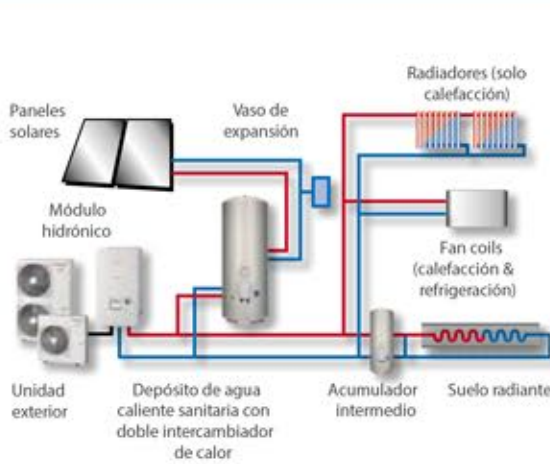 Radiadores (solo
calefacción)
Paneles
solares
Vaso de
expansión
Módulo
hidrónico
Fan coils
(calefacción &
refrigeración)
Unidad
exterior
Depósito de agua
caliente sanitaria con
doble intercambiador
de calor
Acumulador
intermedio
Suelo radiante